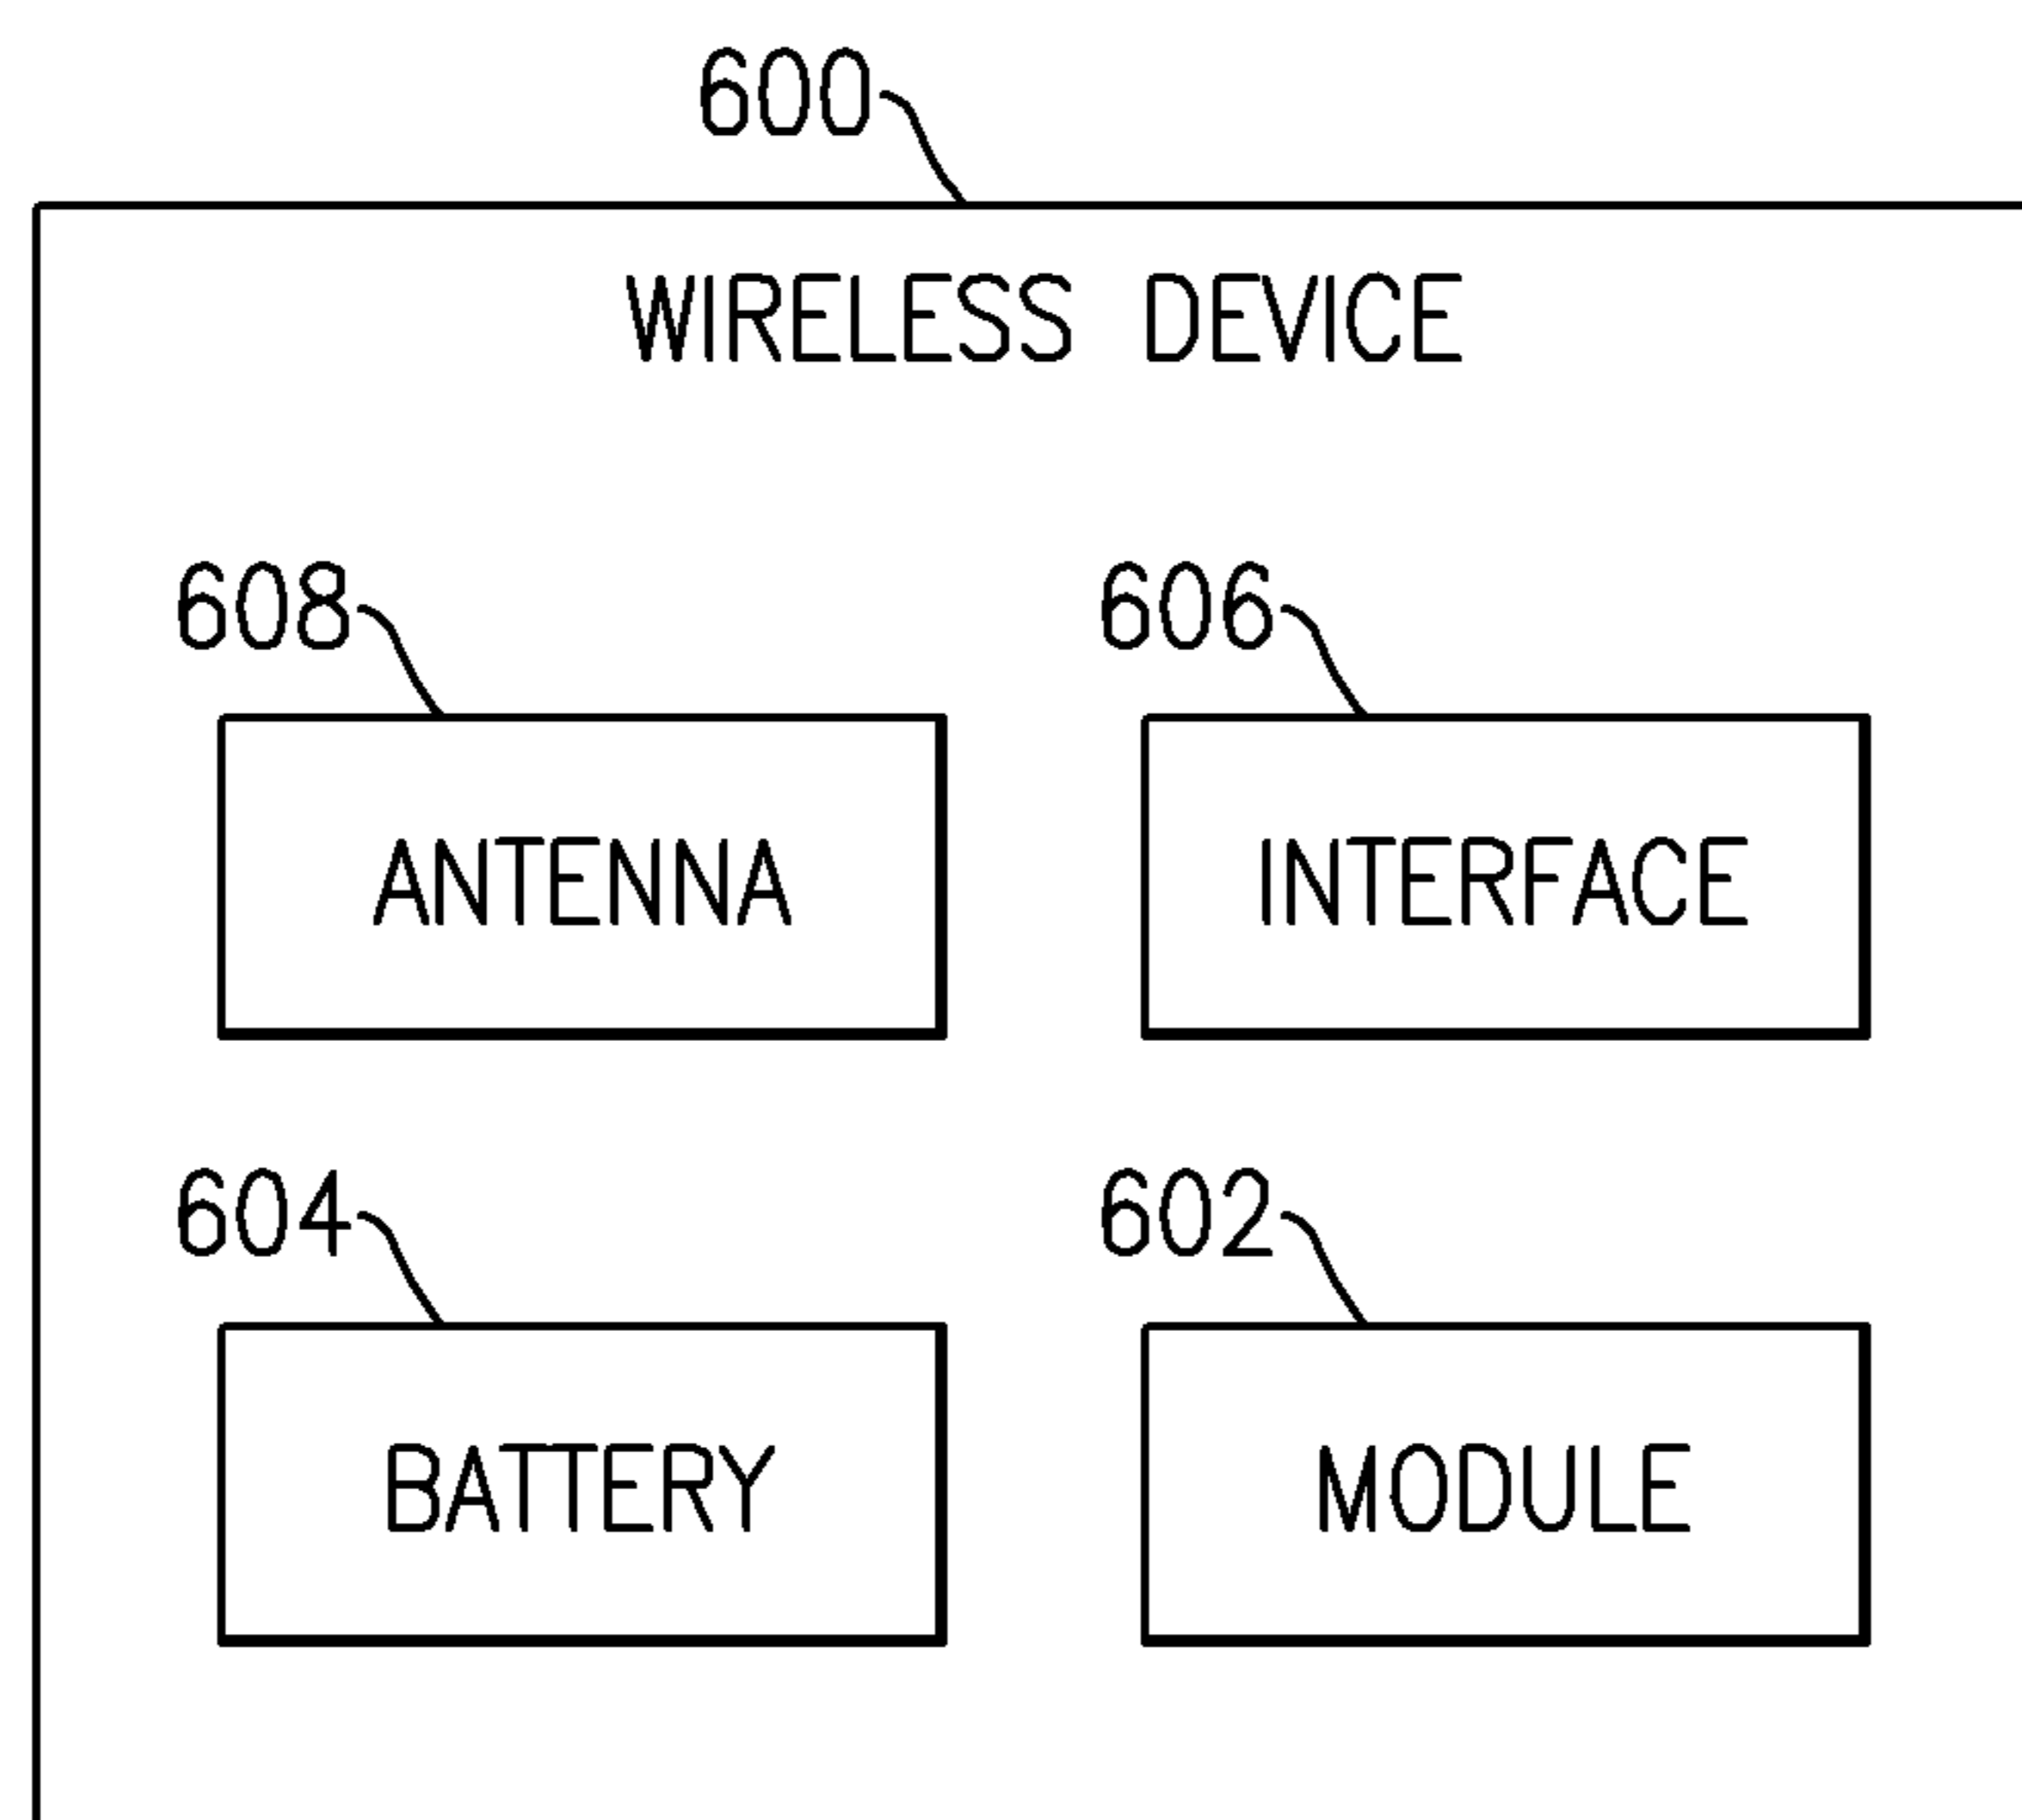 600
WIRELESS DEVICE
608 606
ANTENNA INTERFACE
604 602
BATTERY MODULE